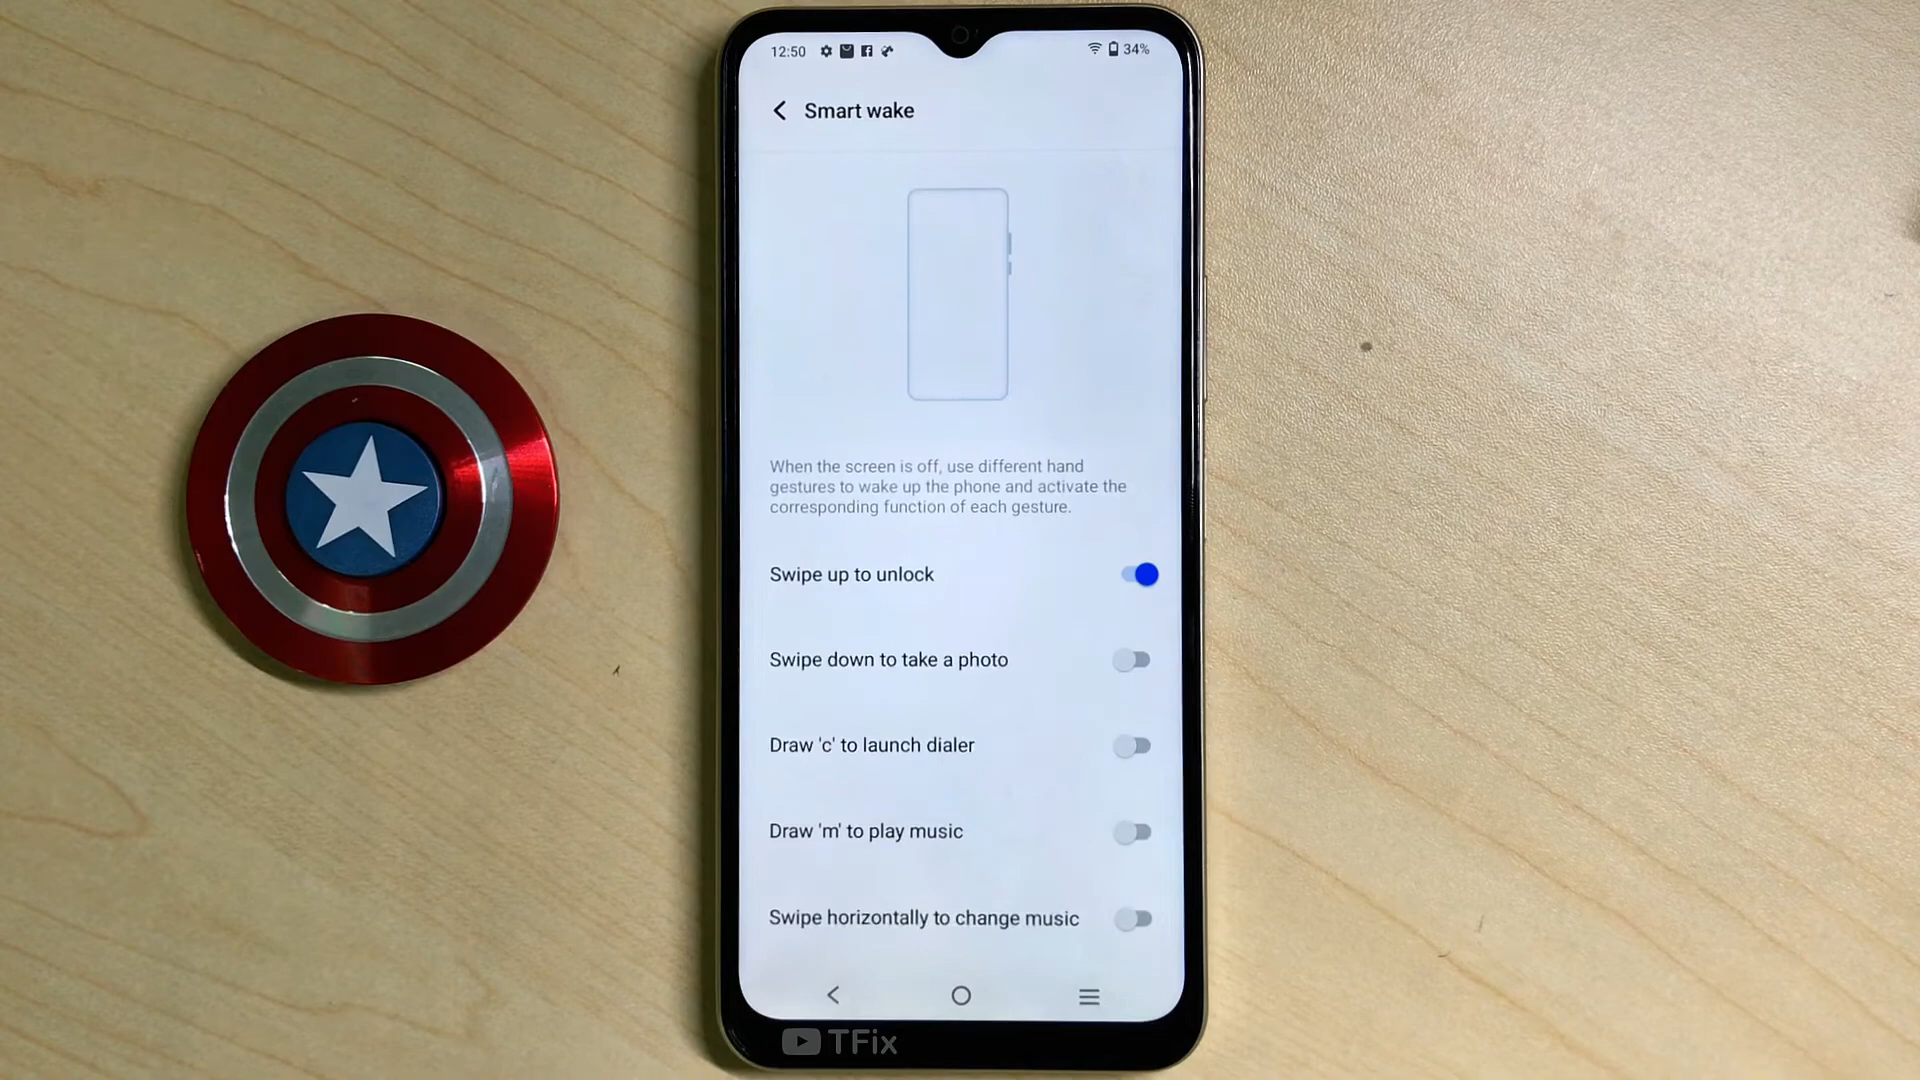 12:50
34%
Smart wake
When the screen is off, use different hand
gestures to wake up the phone and activate the
corresponding function of each gesture.
Swipe up to unlock
Swipe down to take a photo
Draw 'c' to launch dialer
Draw 'm' to play music
Swipe horizontally to change music
TFix